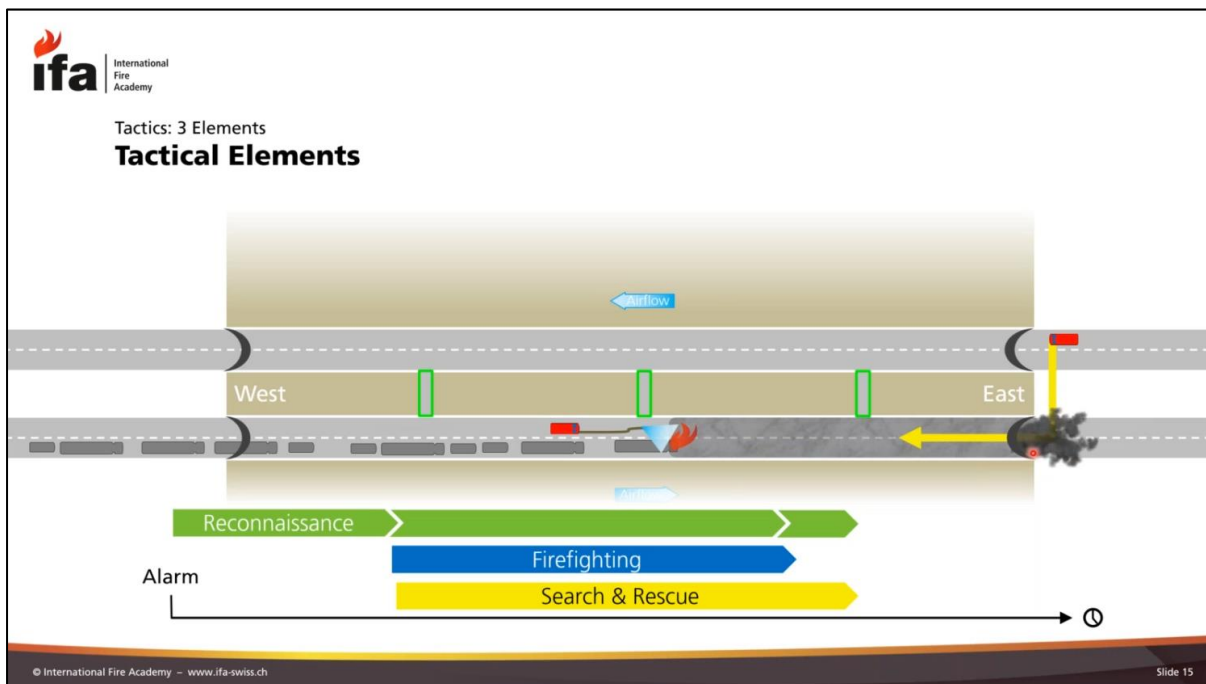 ifa
International
Fire
Academy
Tactics: 3 Elements
Tactical Elements
Airflow
West
East
Airflow
Reconnaissance
Firefighting
Search & Rescue
Alarm
© International Fire Academy – www.ifa-swiss.ch
Slide 15